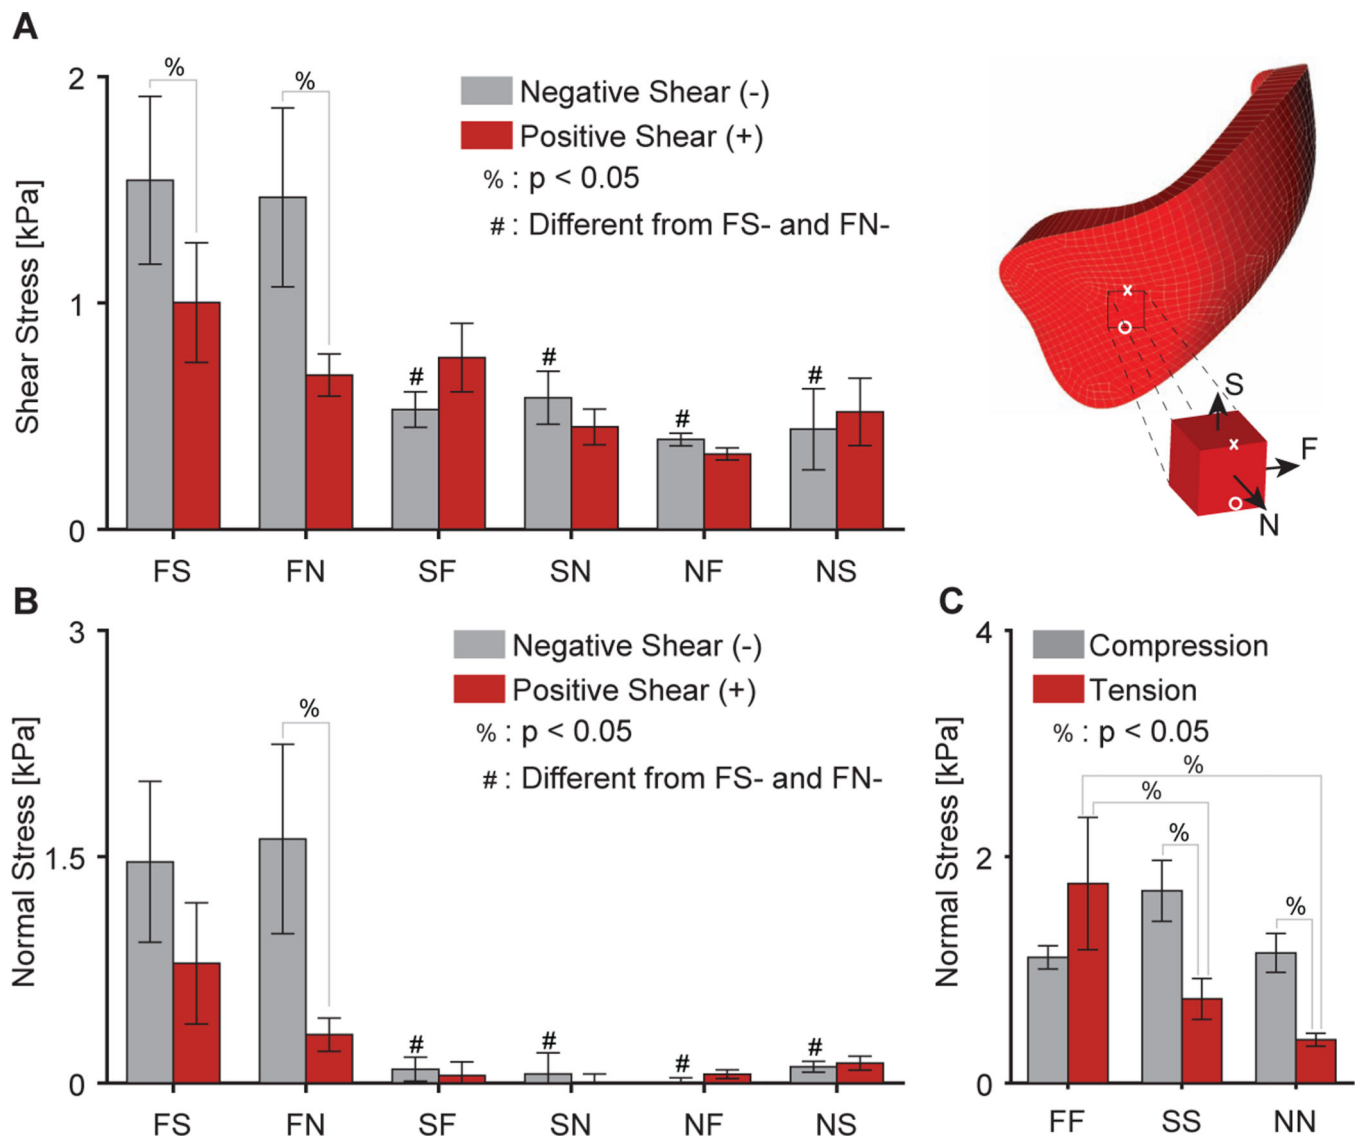 A
Shear Stress [kPa]
2
1
0
%
%
Negative Shear (-)
Positive Shear (+)
% : p < 0.05
# : Different from FS- and FN-
#
#
#
#
FS
FN
SF
SN
NF
NS
x
o
S
x
F
o
N
B
Normal Stress [kPa]
3
1.5
0
%
Negative Shear (-)
Positive Shear (+)
% : p < 0.05
# : Different from FS- and FN-
#
#
#
#
FS
FN
SF
SN
NF
NS
C
Normal Stress [kPa]
4
2
0
Compression
Tension
% : p < 0.05
%
%
%
%
FF
SS
NN